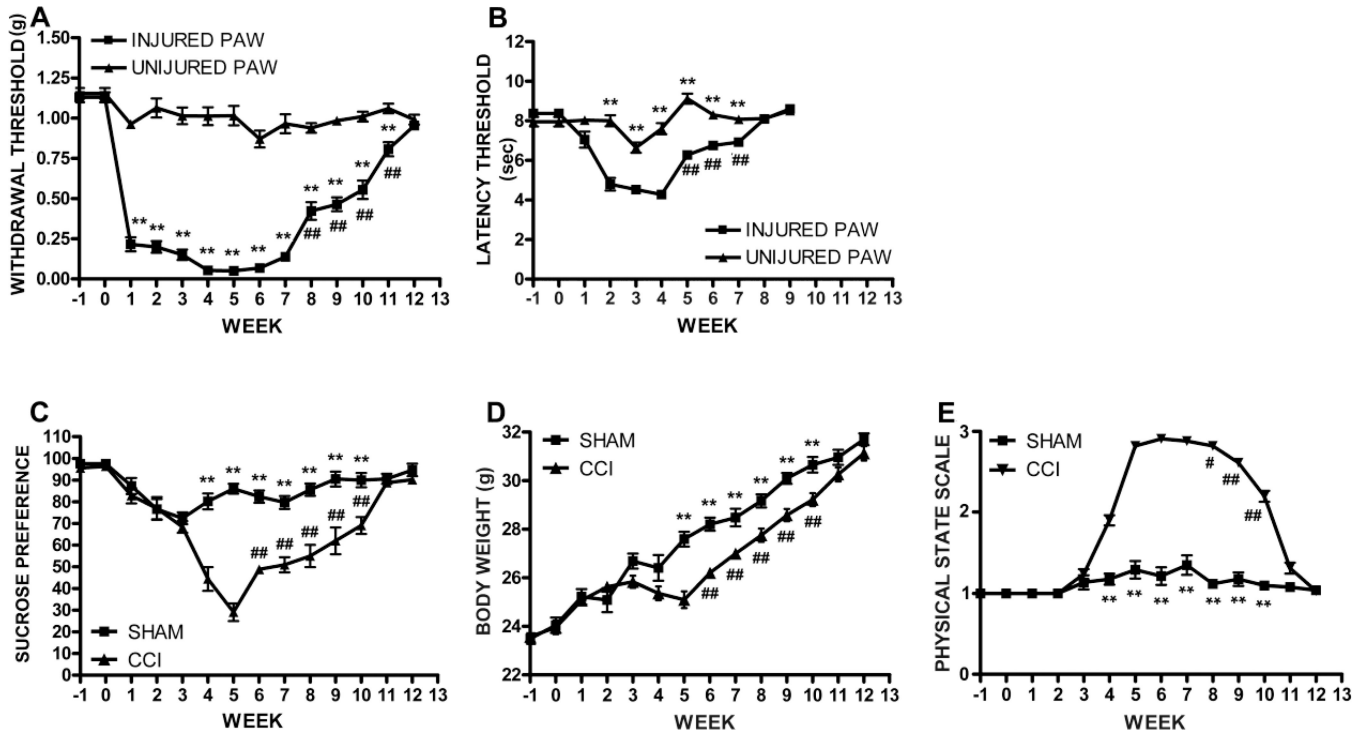 A
WITHDRAWAL THRESHOLD (g)
1.50
1.25
1.00
0.75
0.50
0.25
0.00
INJURED PAW
UNIJURED PAW
** ** ** ** ** ** ** ** ** ** **
## ## ## ##
-1 0 1 2 3 4 5 6 7 8 9 10 11 12 13
WEEK
B
LATENCY THRESHOLD
(sec)
12
10
8
6
4
2
0
** ** ** ** ** **
## ## ##
INJURED PAW
UNIJURED PAW
-1 0 1 2 3 4 5 6 7 8 9 10 11 12 13
WEEK
C
SUCROSE PREFERENCE
110
100
90
80
70
60
50
40
30
20
10
0
** ** ** ** ** ** **
## ## ## ## ##
SHAM
CCI
-1 0 1 2 3 4 5 6 7 8 9 10 11 12 13
WEEK
D
BODY WEIGHT (g)
32
30
28
26
24
22
SHAM
CCI
** ** ** ** ** **
## ## ## ## ##
-1 0 1 2 3 4 5 6 7 8 9 10 11 12 13
WEEK
E
PHYSICAL STATE SCALE
3
2
1
0
SHAM
CCI
# ## ##
** ** ** ** ** ** **
-1 0 1 2 3 4 5 6 7 8 9 10 11 12 13
WEEK